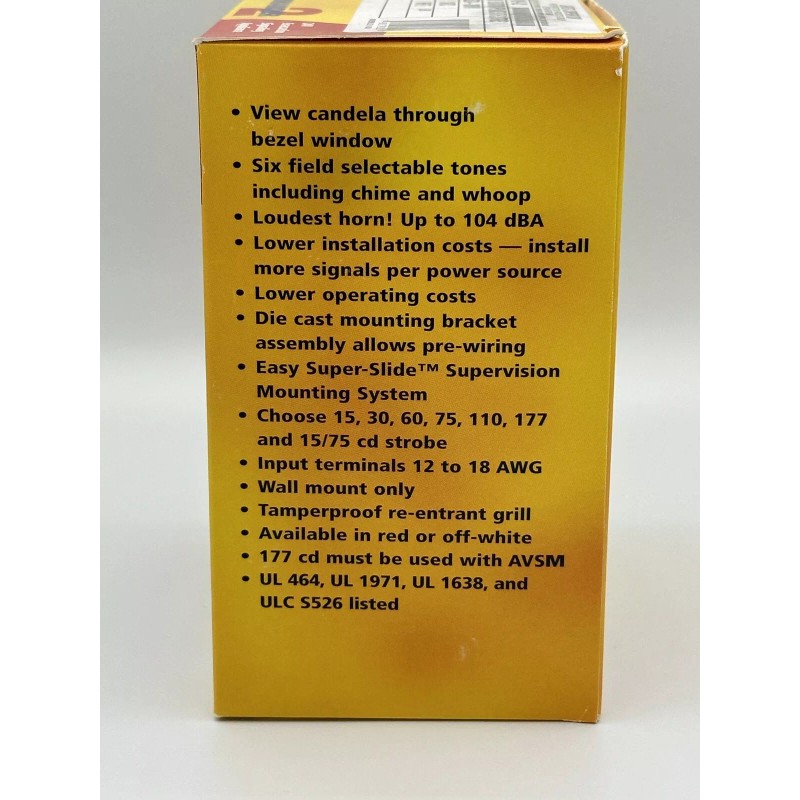 • View candela through
bezel window
• Six field selectable tones
including chime and whoop
• Loudest horn! Up to 104 dBA
• Lower installation costs — install
more signals per power source
• Lower operating costs
• Die cast mounting bracket
assembly allows pre-wiring
• Easy Super-Slide™ Supervision
Mounting System
• Choose 15, 30, 60, 75, 110, 177
and 15/75 cd strobe
• Input terminals 12 to 18 AWG
• Wall mount only
• Tamperproof re-entrant grill
• Available in red or off-white
• 177 cd must be used with AVSM
• UL 464, UL 1971, UL 1638, and
ULC S526 listed